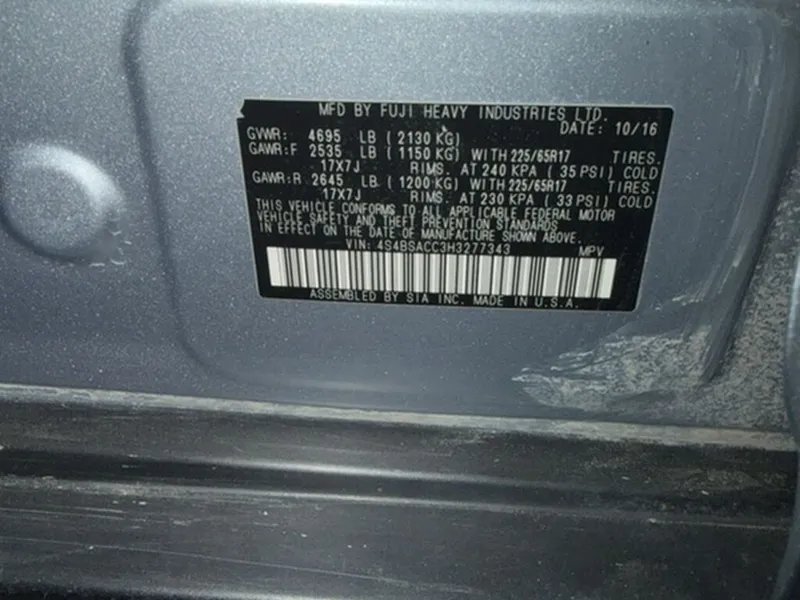 MFD BY FUJI HEAVY INDUSTRIES LTD.
DATE: 10/16
GVWR: 4695 LB (2130 KG)
GAWR:F 2535 LB (1150 KG) WITH 225/65R17 TIRES.
17X7J RIMS. AT 240 KPA (35 PSI) COLD
GAWR:R 2645 LB (1200 KG) WITH 225/65R17 TIRES.
17X7J RIMS. AT 230 KPA (33 PSI) COLD
THIS VEHICLE CONFORMS TO ALL APPLICABLE FEDERAL MOTOR
VEHICLE SAFETY AND THEFT PREVENTION STANDARDS
IN EFFECT ON THE DATE OF MANUFACTURE SHOWN ABOVE.
VIN: 4S4BSACC3H3277343 MPV
ASSEMBLED BY SIA INC. MADE IN U.S.A.